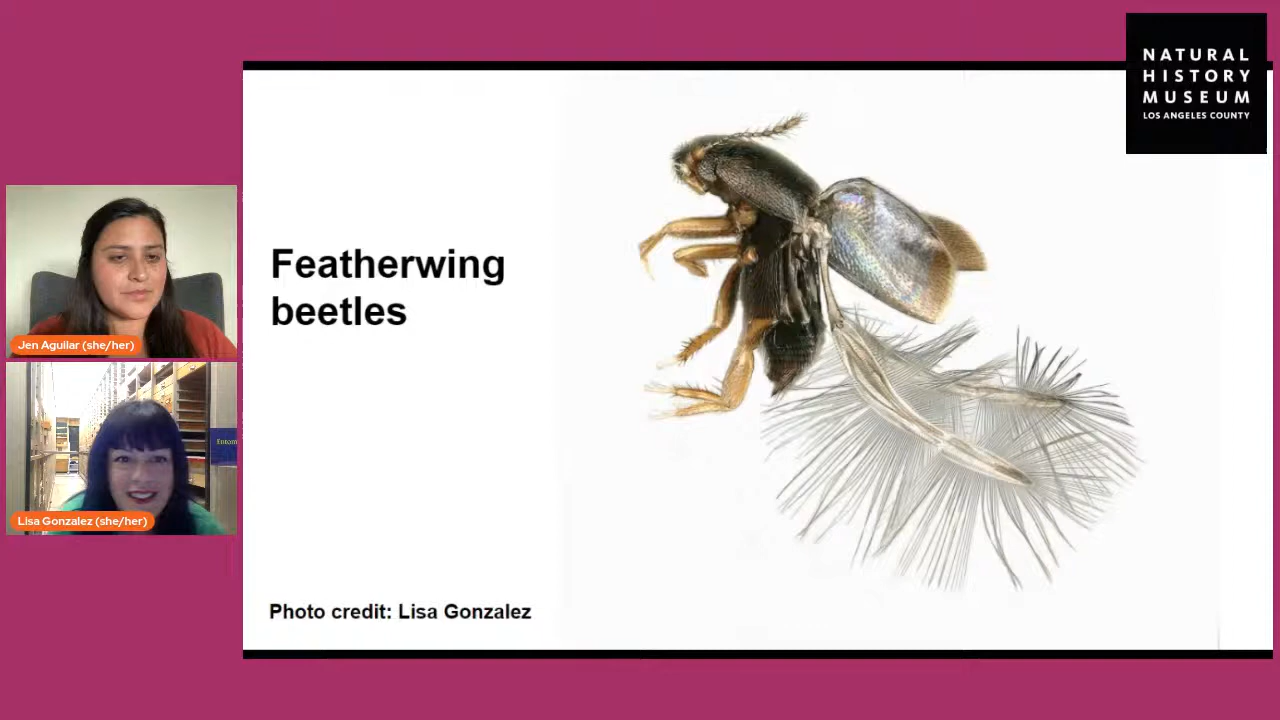 NATURAL
HISTORY
MUSEUM
LOS ANGELES COUNTY
Featherwing
beetles
Jen Aguilar (she/her)
Lisa Gonzalez (she/her)
Photo credit: Lisa Gonzalez